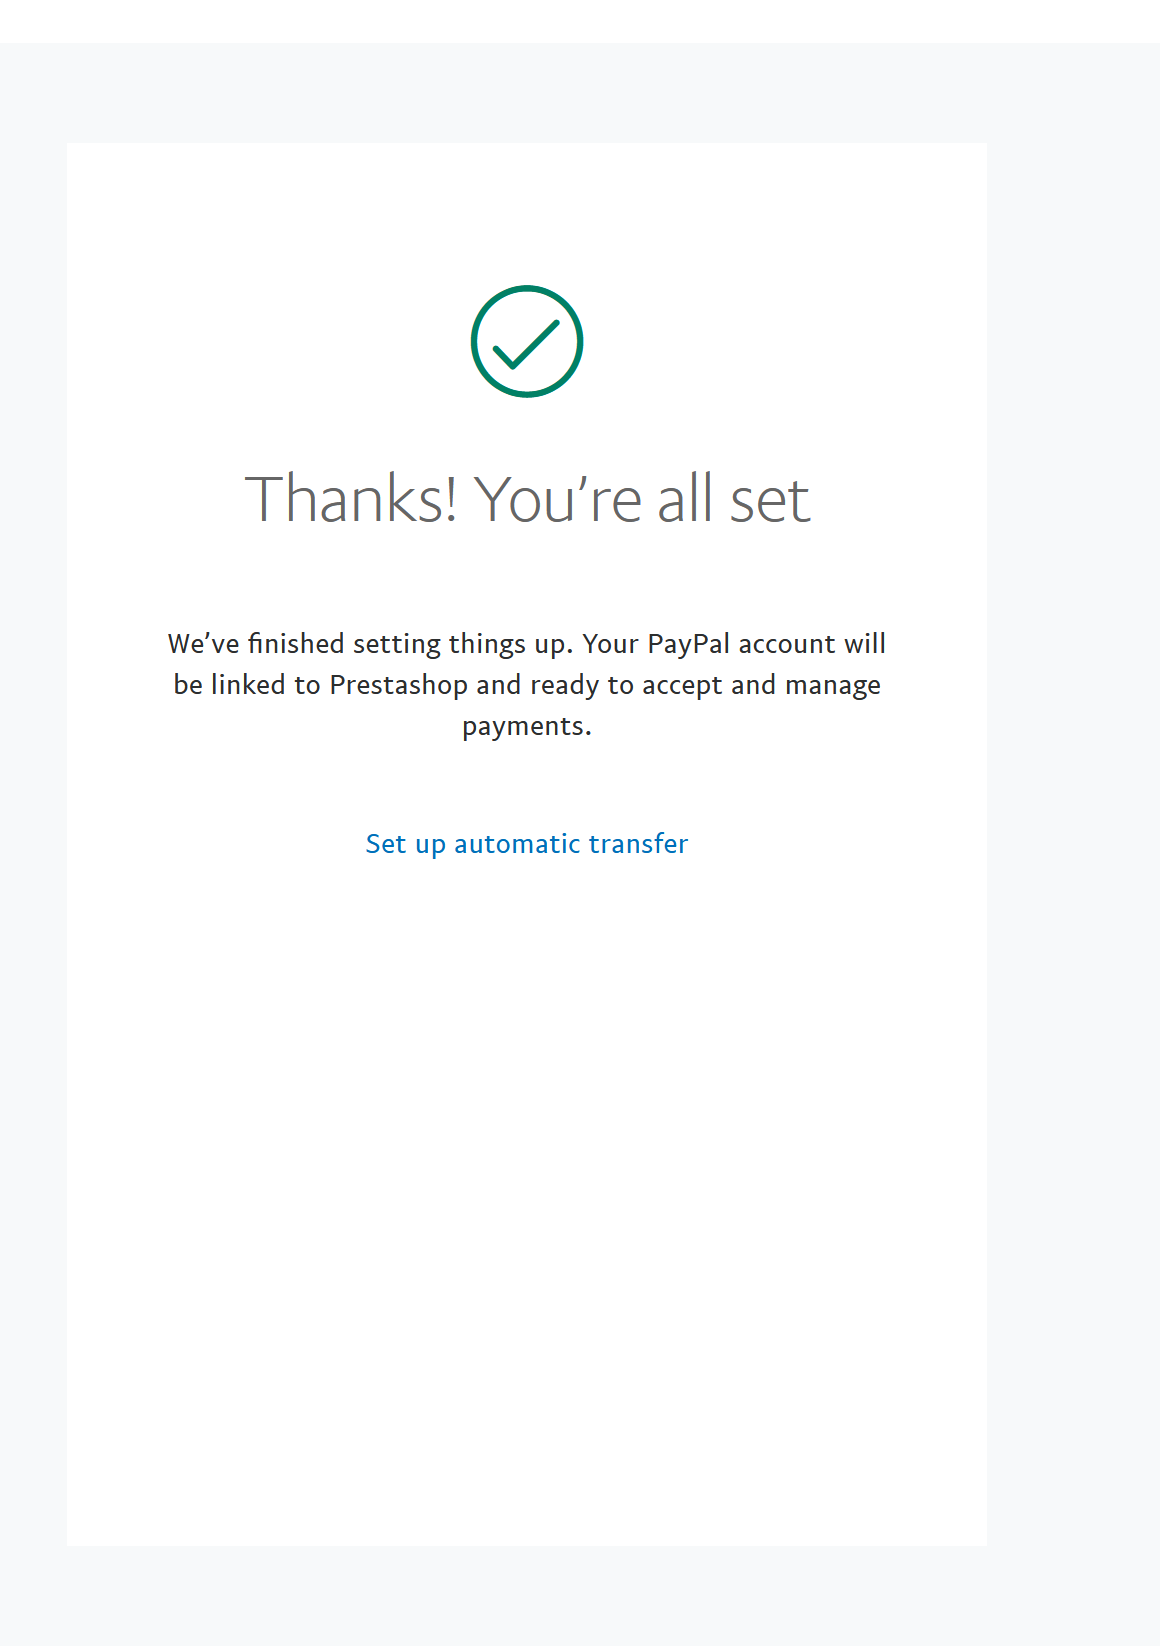 Thanks! You’re all set
We’ve finished setting things up. Your PayPal account will
be linked to Prestashop and ready to accept and manage
payments.
Set up automatic transfer